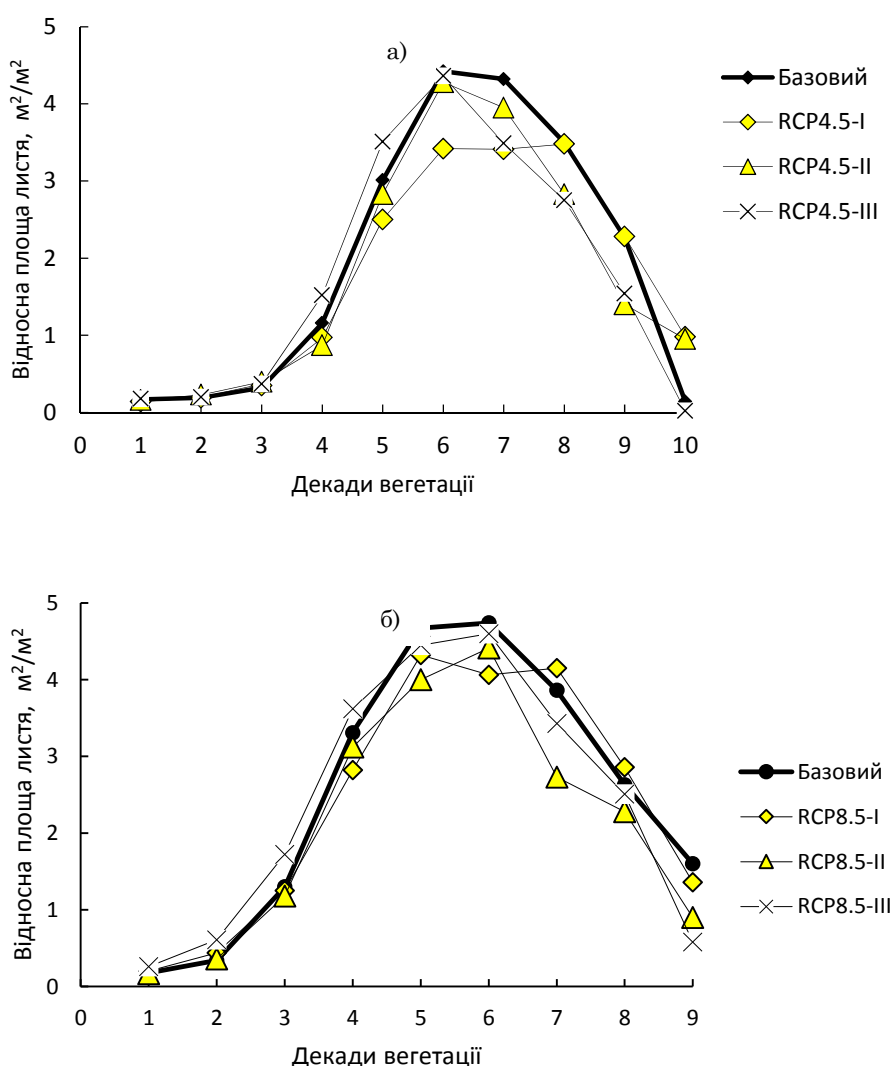 а)
Відносна площа листя, м²/м²
5
4
3
2
1
0
0 1 2 3 4 5 6 7 8 9 10
Декади вегетації
Базовий
RCP4.5-I
RCP4.5-II
RCP4.5-III
б)
Відносна площа листя, м²/м²
5
4
3
2
1
0
0 1 2 3 4 5 6 7 8 9
Декади вегетації
Базовий
RCP8.5-I
RCP8.5-II
RCP8.5-III